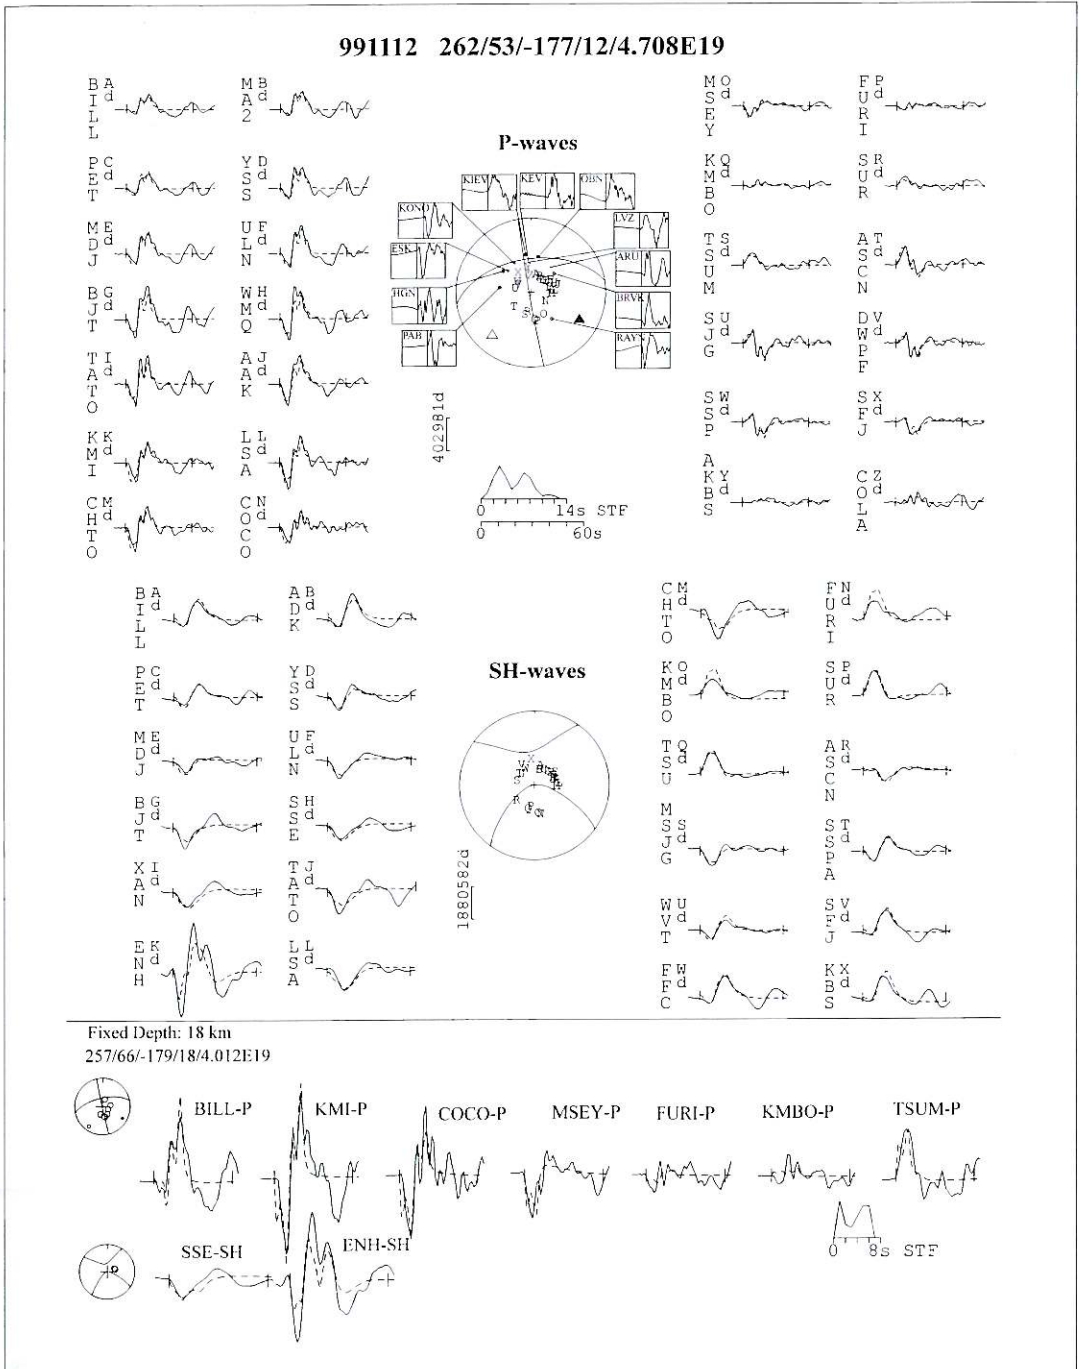 991112 262/53/-177/12/4.708E19
P-waves
BILL A d
MA2 B d
PET C d
YSS D d
MDJ E d
ULN F d
BJT G d
WMQ H d
TATO I d
AAK J d
KMI K d
LSA L d
CHTO M d
COCO N d
KIEV
KEV
OBN
KONO
LVZ
ESK
ARU
HGN
BRVK
PAB
RAYN
402981d
0 14s STF
0 60s
MSEY O d
FURI P d
KMBO Q d
SUR R d
TSUM S d
ASCN T d
SJG U d
DWPF V d
SSP W d
SFJ X d
AKBS Y d
COLA Z d
SH-waves
BILL A d
ADK B d
PET C d
YSS D d
MDJ E d
ULN F d
BJT G d
SSE H d
XAN I d
TATO J d
ENH K d
LSA L d
1880582d
CHTO M d
FURI N d
KMBO O d
SUR P d
TSUM Q d
ASCN R d
SJG S d
SSPA T d
WVT U d
SFJ V d
FFC W d
KBS X d
Fixed Depth: 18 km
257/66/-179/18/4.012E19
BILL-P
KMI-P
COCO-P
MSEY-P
FURI-P
KMBO-P
TSUM-P
SSE-SH
ENH-SH
0 8s STF